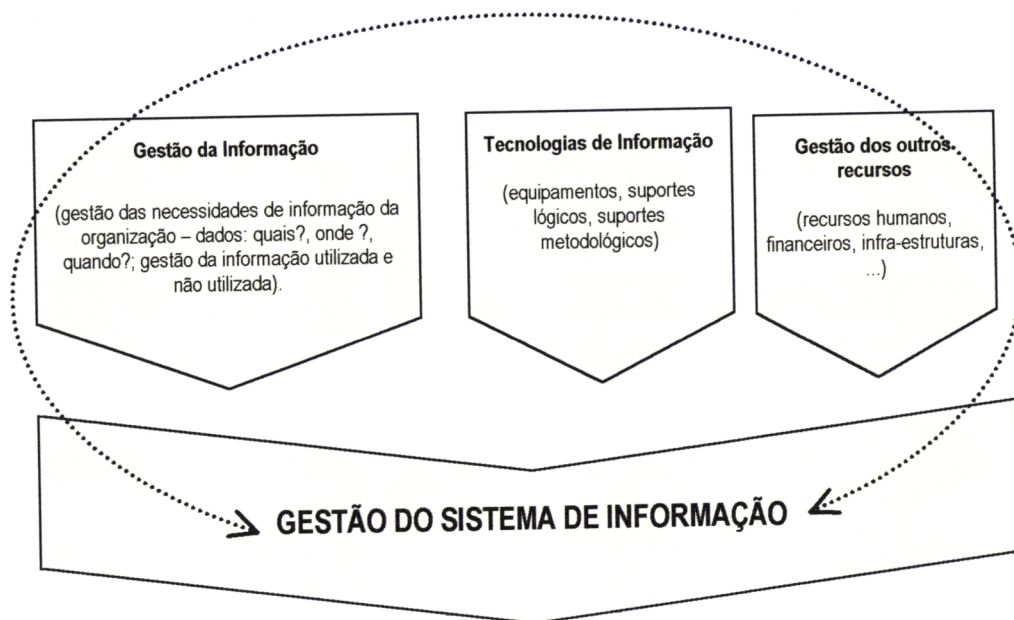 Gestão da Informação
(gestão das necessidades de informação da
organização – dados: quais?, onde ?,
quando?; gestão da informação utilizada e
não utilizada).
Tecnologias de Informação
(equipamentos, suportes
lógicos, suportes
metodológicos)
Gestão dos outros
recursos
(recursos humanos,
financeiros, infra-estruturas,
...)
GESTÃO DO SISTEMA DE INFORMAÇÃO